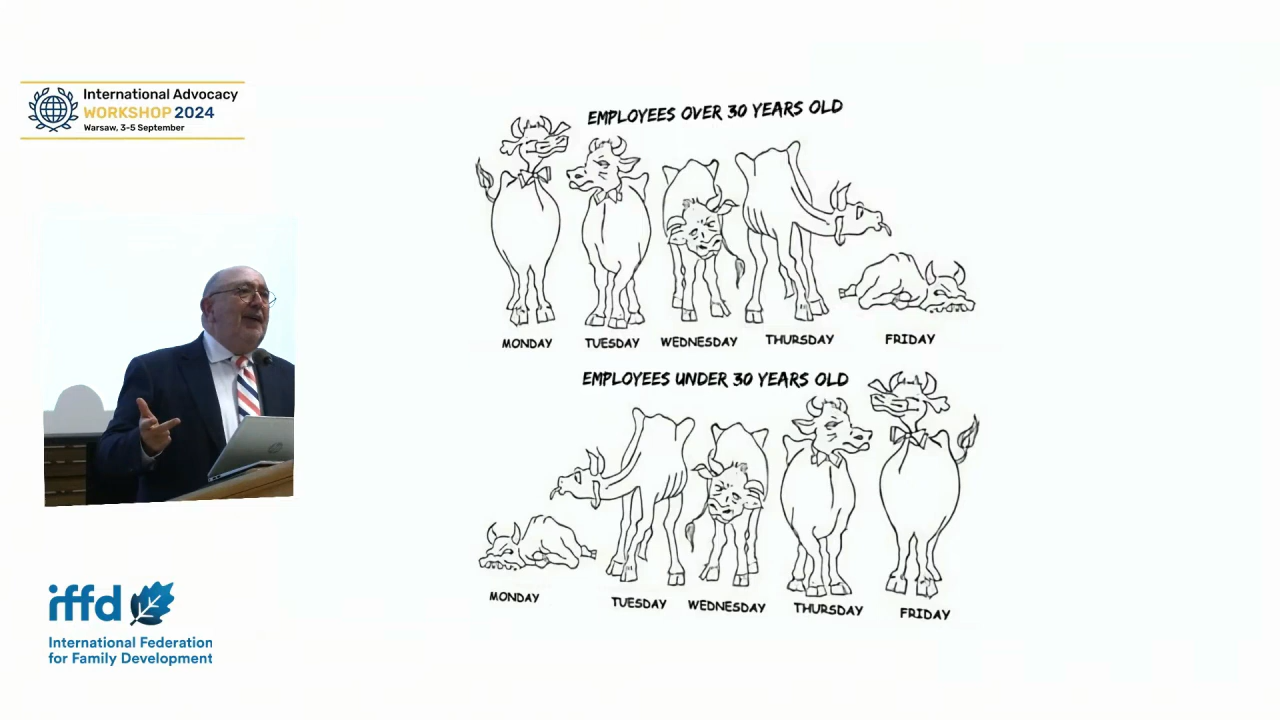 International Advocacy
WORKSHOP 2024
Warsaw, 3-5 September
EMPLOYEES OVER 30 YEARS OLD
MONDAY
TUESDAY
WEDNESDAY
THURSDAY
FRIDAY
EMPLOYEES UNDER 30 YEARS OLD
MONDAY
TUESDAY
WEDNESDAY
THURSDAY
FRIDAY
iffd
International Federation
for Family Development